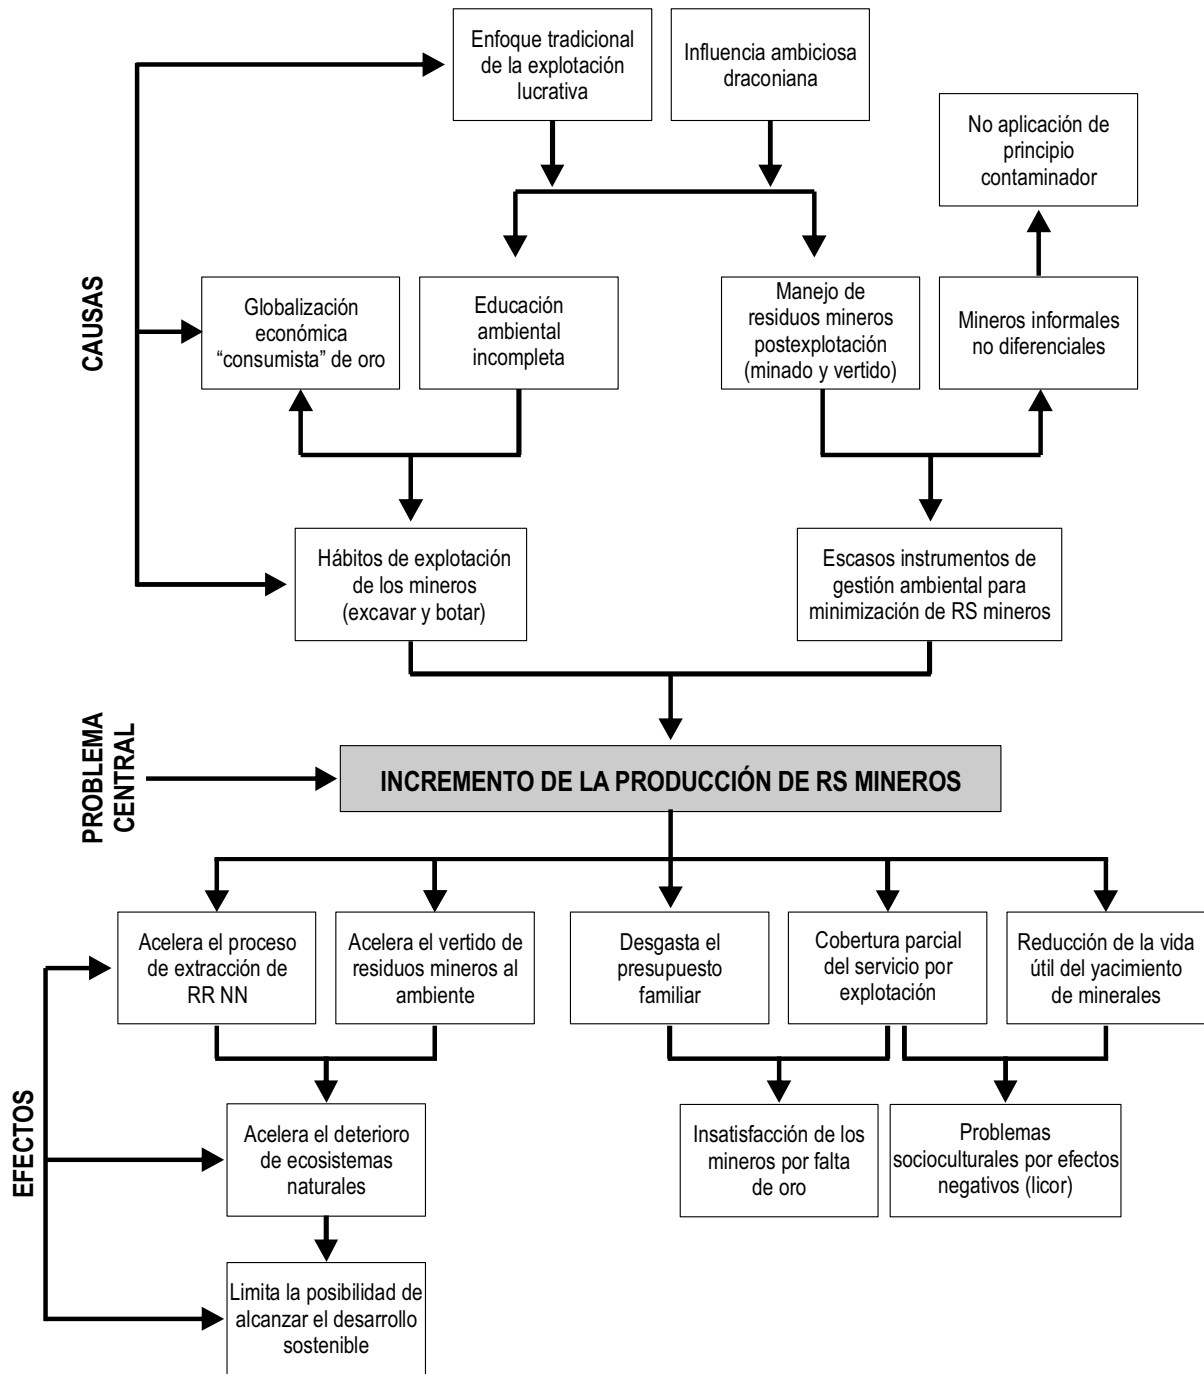 Enfoque tradicional
de la explotación
lucrativa
Influencia ambiciosa
draconiana
No aplicación de
principio
contaminador
CAUSAS
Globalización
económica
“consumista” de oro
Educación
ambiental
incompleta
Manejo de
residuos mineros
postexplotación
(minado y vertido)
Mineros informales
no diferenciales
Hábitos de explotación
de los mineros
(excavar y botar)
Escasos instrumentos de
gestión ambiental para
minimización de RS mineros
PROBLEMA
CENTRAL
INCREMENTO DE LA PRODUCCIÓN DE RS MINEROS
EFECTOS
Acelera el proceso
de extracción de
RR NN
Acelera el vertido de
residuos mineros al
ambiente
Desgasta el
presupuesto
familiar
Cobertura parcial
del servicio por
explotación
Reducción de la vida
útil del yacimiento
de minerales
Acelera el deterioro
de ecosistemas
naturales
Insatisfacción de los
mineros por falta
de oro
Problemas
socioculturales por efectos
negativos (licor)
Limita la posibilidad de
alcanzar el desarrollo
sostenible